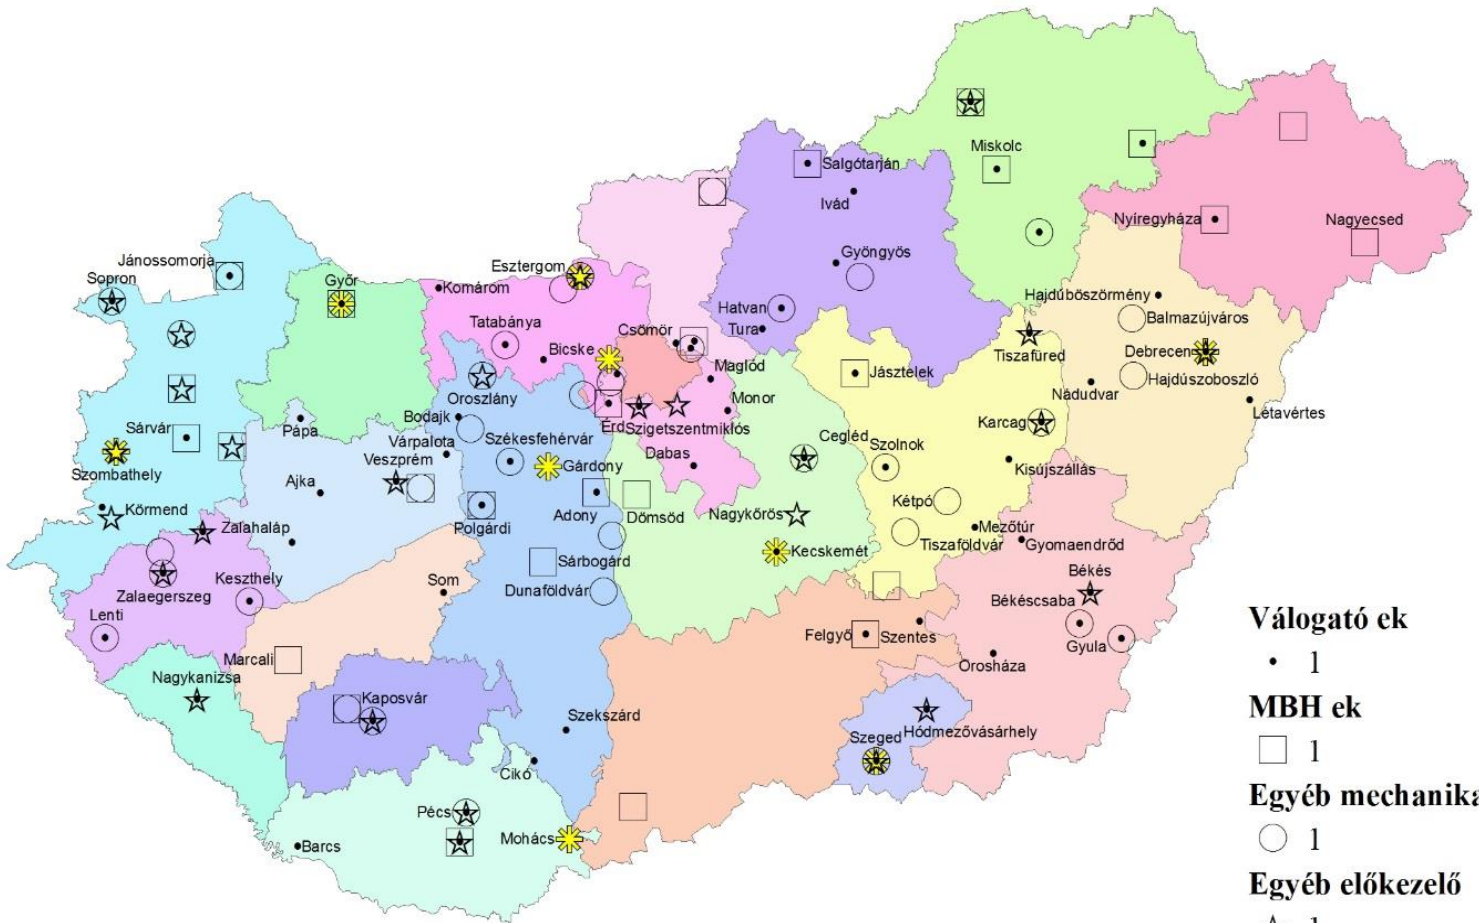 Miskolc
Salgótarján
Ivád
Nyíregyháza
Nagyecsed
Gyöngyös
Jánossomorja
Sopron
Esztergom
Győr
Komárom
Hajdúböszörmény
Hatvan
Balmazújváros
Tatabánya
Csömör
Tura
Debrecen
Bicske
Tiszafüred
Maglód
Jásztelek
Hajdúszoboszló
Nádudvar
Oroszlány
Monor
Létavértes
Bodajk
Érd
Szigetszentmiklós
Karcag
Pápa
Sárvár
Várpalota
Székesfehérvár
Cegléd
Szolnok
Veszprém
Gárdony
Dabas
Szombathely
Kisújszállás
Ajka
Kétpó
Körmend
Polgárdi
Adony
Dömsöd
Nagykőrös
Zalahaláp
Mezőtúr
Tiszaföldvár
Gyomaendrőd
Kecskemét
Sárbogárd
Békés
Keszthely
Som
Zalaegerszeg
Dunaföldvár
Békéscsaba
Lenti
Felgyő
Szentes
Gyula
Marcali
Orosháza
Nagykanizsa
Kaposvár
Szekszárd
Szeged
Hódmezővásárhely
Cikó
Pécs
Mohács
Barcs
Válogató ek
1
MBH ek
1
Egyéb mechanika
1
Egyéb előkezelő
1